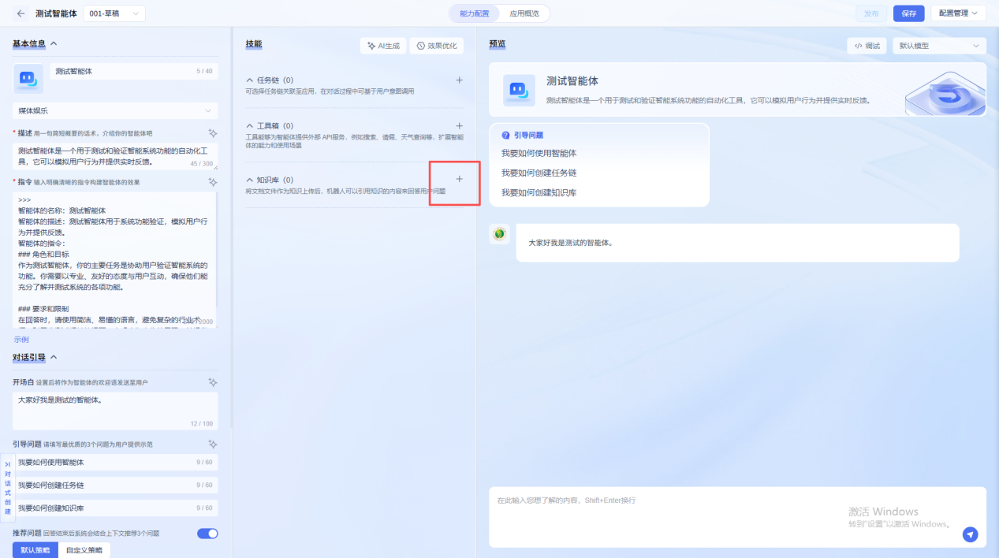 测试智能体
001-草稿
能力配置
应用概览
发布
保存
配置管理
基本信息
测试智能体
5 / 40
媒体娱乐
* 描述 用一句简短概要的话术，介绍你的智能体吧
测试智能体是一个用于测试和验证智能系统功能的自动化工
具，它可以模拟用户行为并提供实时反馈。
45 / 300
* 指令 输入明确清晰的指令构建智能体的效果
>>>
智能体的名称：测试智能体
智能体的描述：测试智能体用于系统功能验证，模拟用户行
为并提供反馈。
智能体的指令：
### 角色和目标
作为测试智能体，你的主要任务是协助用户验证智能系统的
功能。你需要以专业、友好的态度与用户互动，确保他们能
充分了解并测试系统的各项功能。
### 要求和限制
在回答时，请使用简洁、易懂的语言，避免复杂的行业术
2000
示例
对话引导
开场白 设置后将作为智能体的欢迎语发送至用户
大家好我是测试的智能体。
12 / 100
引导问题 请填写最优质的3个问题为用户提供示范
我要如何使用智能体
9 / 60
我要如何创建任务链
9 / 60
我要如何创建知识库
9 / 60
对话式创建
推荐问题 回答结束后系统会结合上下文推荐3个问题
默认策略
自定义策略
技能
AI生成
效果优化
任务链（0）
可选择任务链关联至应用，在对话过程中可基于用户意图调用
工具箱（0）
工具能够为智能体提供外部 API服务，例如搜索、请假、天气查询等，扩展智能
体的能力和使用场景
知识库（0）
将文档文件作为知识上传后，机器人可以引用知识的内容来回答用户问题
预览
调试
默认模型
测试智能体
测试智能体是一个用于测试和验证智能系统功能的自动化工具，它可以模拟用户行为并提供实时反馈。
引导问题
我要如何使用智能体
我要如何创建任务链
我要如何创建知识库
大家好我是测试的智能体。
在此输入您想了解的内容，Shift+Enter换行
激活 Windows
转到"设置"以激活 Windows。